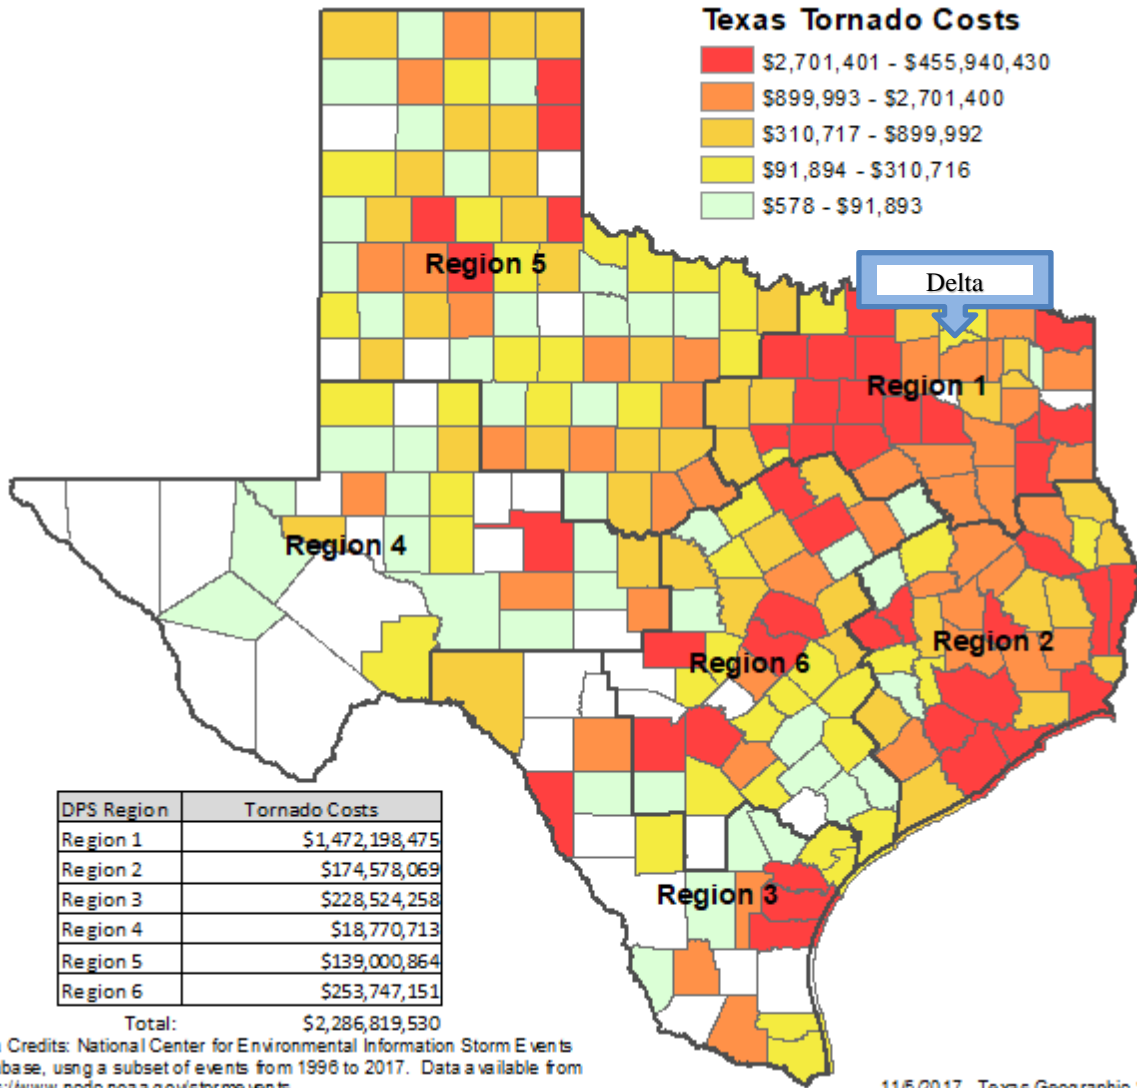 Texas Tornado Costs
$2,701,401 - $455,940,430
$899,993 - $2,701,400
$310,717 - $899,992
$91,894 - $310,716
$578 - $91,893
Delta
Region 5
Region 1
Region 4
Region 2
Region 6
Region 3
DPS Region Tornado Costs
Region 1 $1,472,198,475
Region 2 $174,578,069
Region 3 $228,524,258
Region 4 $18,770,713
Region 5 $139,000,864
Region 6 $253,747,151
Total: $2,286,819,530
Credits: National Center for Environmental Information Storm Events
base, usng a subset of events from 1996 to 2017. Data available from